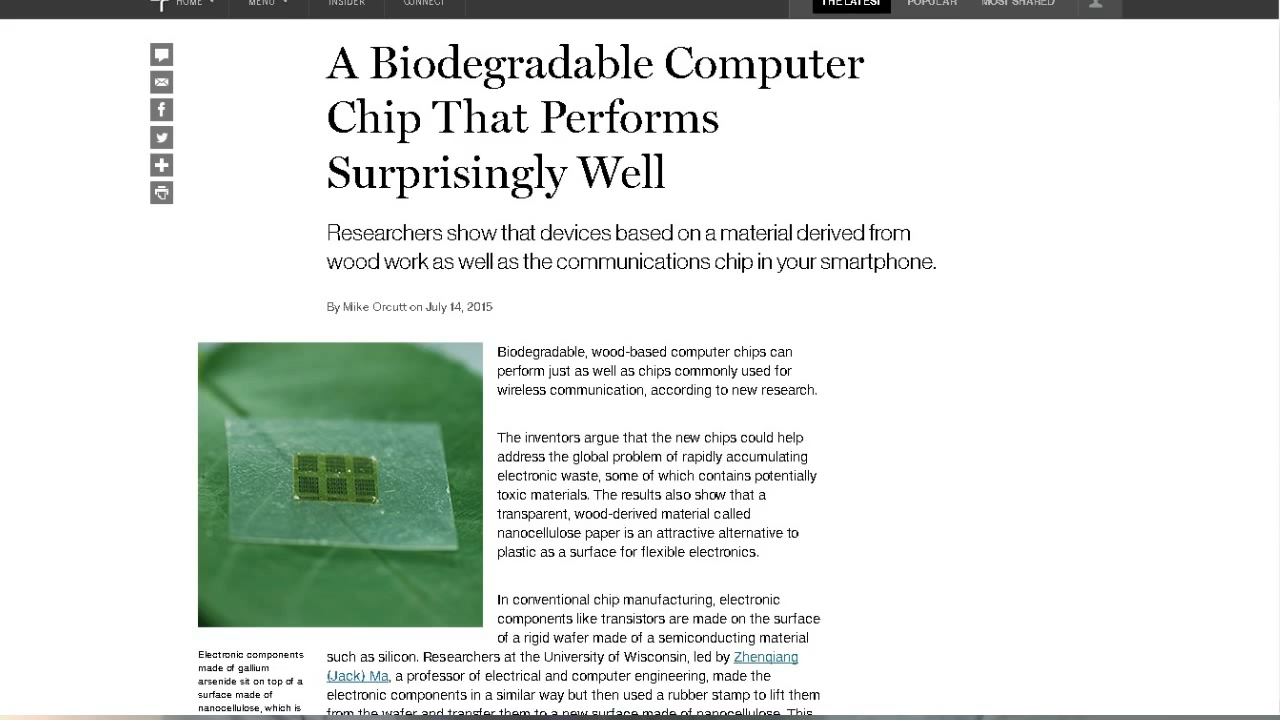 HOME
MENU
INSIDER
CONNECT
THE LATEST
POPULAR
MOST SHARED
A Biodegradable Computer
Chip That Performs
Surprisingly Well
Researchers show that devices based on a material derived from
wood work as well as the communications chip in your smartphone.
By Mike Orcutt on July 14, 2015
Biodegradable, wood-based computer chips can
perform just as well as chips commonly used for
wireless communication, according to new research.
The inventors argue that the new chips could help
address the global problem of rapidly accumulating
electronic waste, some of which contains potentially
toxic materials. The results also show that a
transparent, wood-derived material called
nanocellulose paper is an attractive alternative to
plastic as a surface for flexible electronics.
In conventional chip manufacturing, electronic
components like transistors are made on the surface
of a rigid wafer made of a semiconducting material
such as silicon. Researchers at the University of Wisconsin, led by Zhenqiang
(Jack) Ma, a professor of electrical and computer engineering, made the
electronic components in a similar way but then used a rubber stamp to lift them
from the wafer and transfer them to a new surface made of nanocellulose. This
Electronic components
made of gallium
arsenide sit on top of a
surface made of
nanocellulose, which is